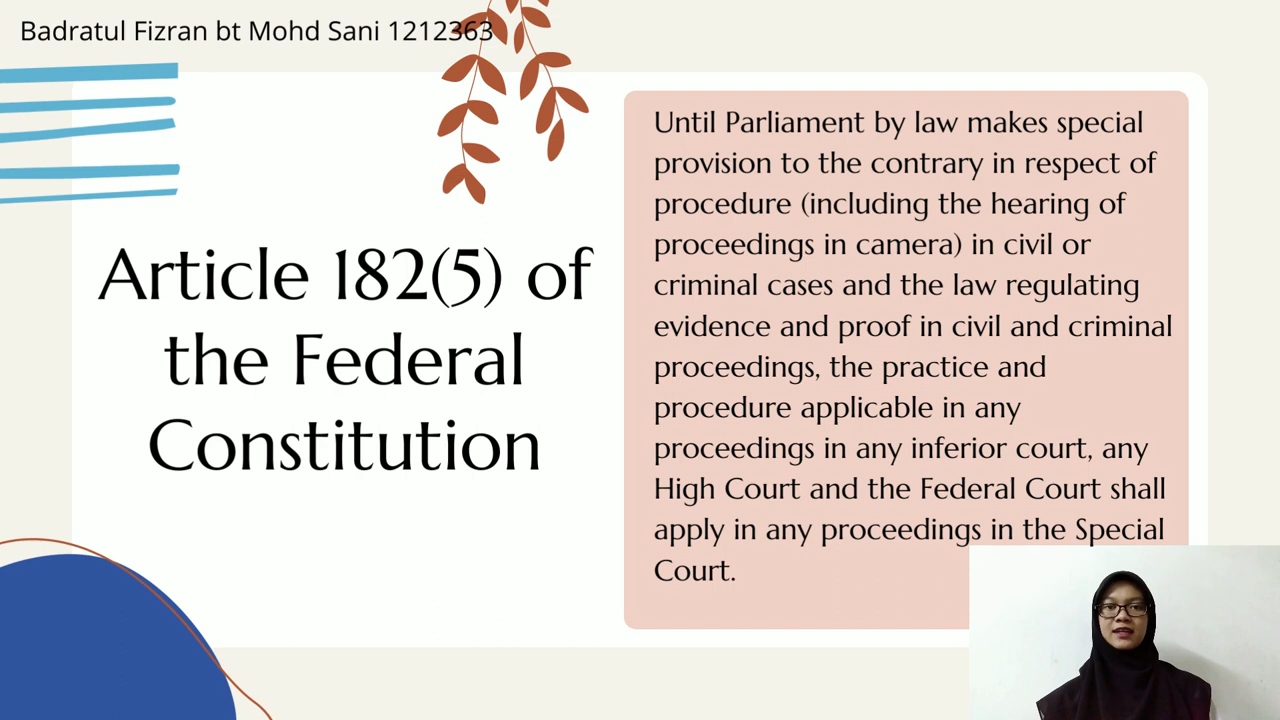 Badratul Fizran bt Mohd Sani 1212363
Article 182(5) of
the Federal
Constitution
Until Parliament by law makes special
provision to the contrary in respect of
procedure (including the hearing of
proceedings in camera) in civil or
criminal cases and the law regulating
evidence and proof in civil and criminal
proceedings, the practice and
procedure applicable in any
proceedings in any inferior court, any
High Court and the Federal Court shall
apply in any proceedings in the Special
Court.